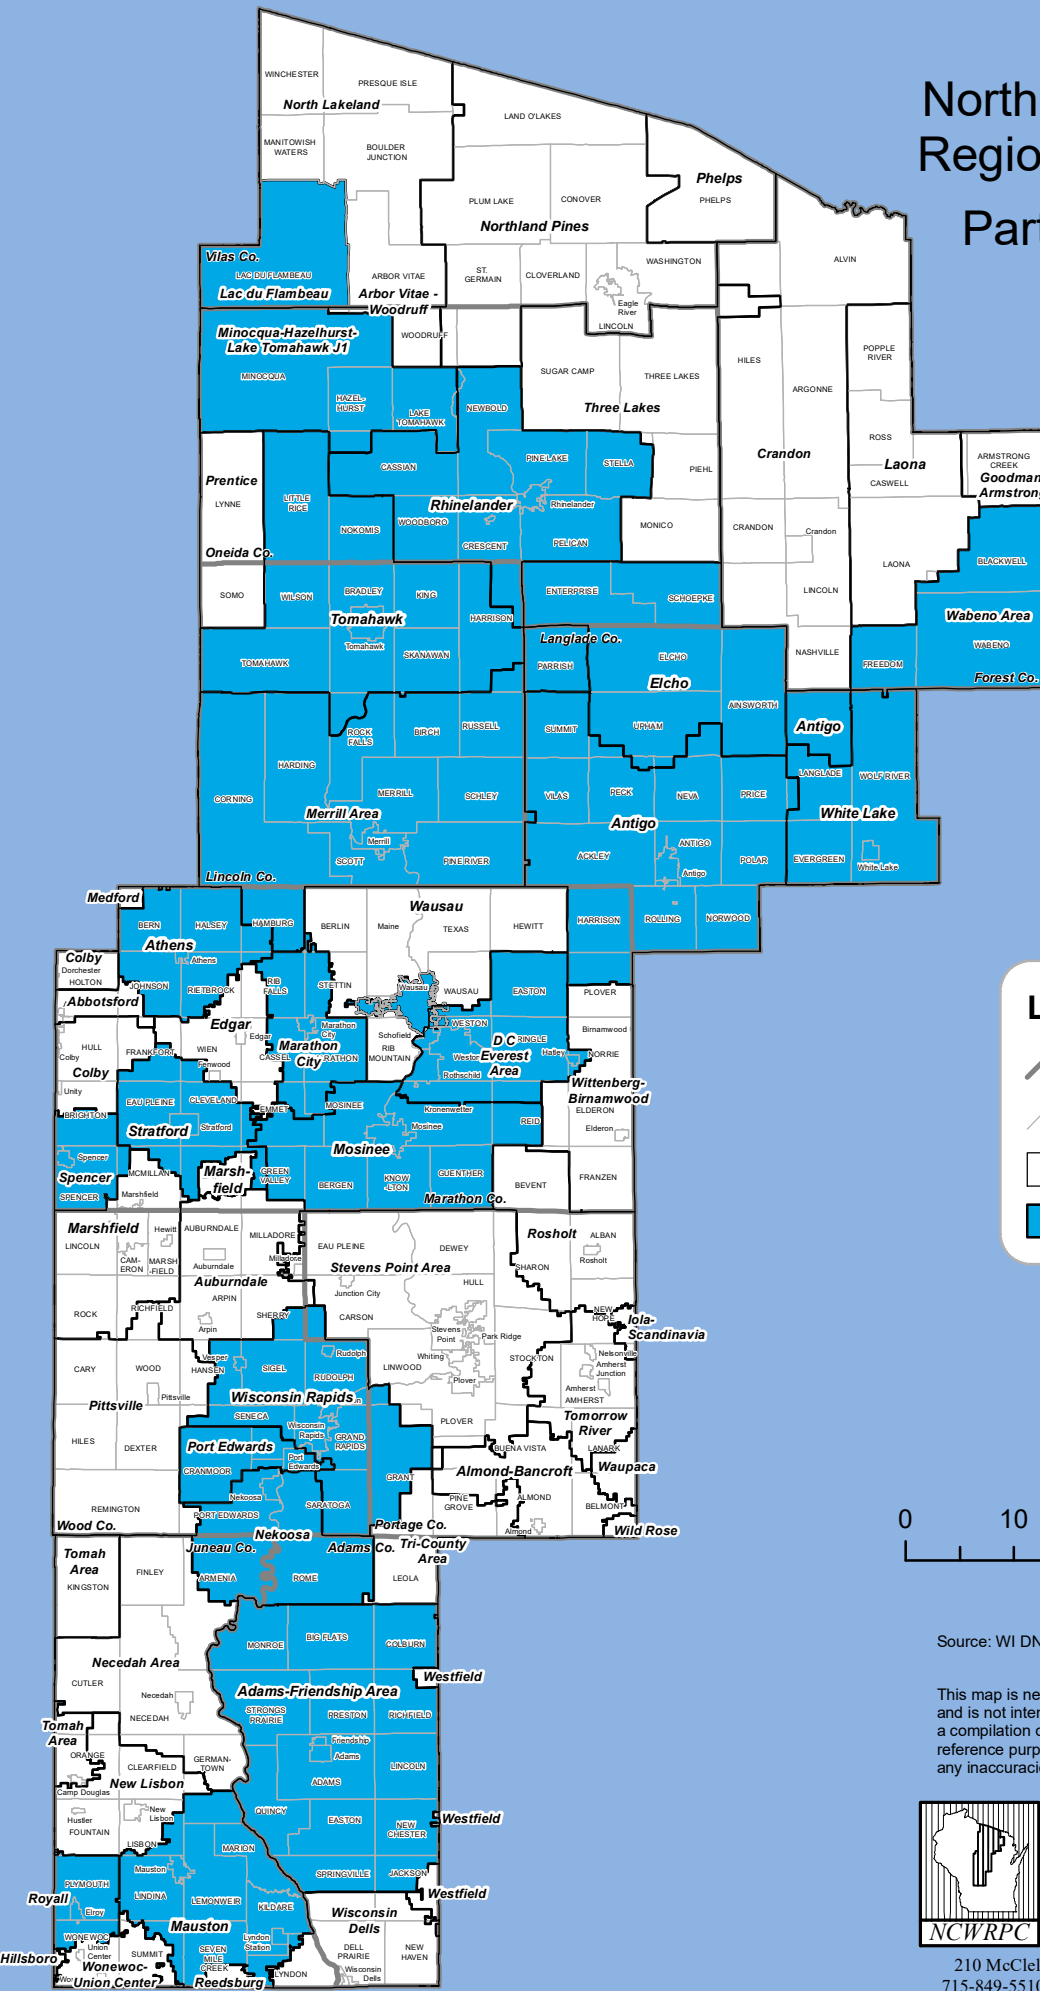 North
Regio
Part
WINCHESTER
PRESQUE ISLE
North Lakeland
LAND O'LAKES
MANITOWISH
WATERS
BOULDER
JUNCTION
Phelps
PHELPS
PLUM LAKE
CONOVER
Northland Pines
Vilas Co.
LAC DU FLAMBEAU
Lac du Flambeau
ARBOR VITAE
Arbor Vitae -
Woodruff
ST.
GERMAIN
CLOVERLAND
WASHINGTON
Eagle
River
LINCOLN
ALVIN
Minocqua-Hazelhurst-
Lake Tomahawk J1
MINOCQUA
WOODRUFF
HAZEL-
HURST
LAKE
TOMAHAWK
NEWBOLD
SUGAR CAMP
THREE LAKES
Three Lakes
HILES
ARGONNE
POPPLE
RIVER
Crandon
ROSS
Laona
CASWELL
ARMSTRONG
CREEK
Goodman
Armstrong
Prentice
LYNNE
Oneida Co.
LITTLE
RICE
CASSIAN
PINE LAKE
STELLA
PIEHL
Rhinelander
Rhinelander
NOKOMIS
WOODBORO
CRESCENT
PELICAN
MONICO
CRANDON
Crandon
LAONA
BLACKWELL
SOMO
WILSON
BRADLEY
KING
HARRISON
Tomahawk
Tomahawk
SKANAWAN
TOMAHAWK
ENTERPRISE
SCHOEPKE
LINCOLN
Wabeno Area
WABENO
Forest Co.
NASHVILLE
FREEDOM
Langlade Co.
PARRISH
ELCHO
Elcho
AINSWORTH
ROCK
FALLS
BIRCH
RUSSELL
SUMMIT
UPHAM
Antigo
HARDING
CORNING
MERRILL
SCHLEY
Merrill Area
Merrill
SCOTT
PINE RIVER
Lincoln Co.
VILAS
PECK
NEVA
PRICE
LANGLADE
WOLF RIVER
White Lake
Antigo
ANTIGO
ACKLEY
Antigo
POLAR
EVERGREEN
White Lake
Medford
BERN
HALSEY
HAMBURG
Athens
Athens
BERLIN
Maine
Wausau
TEXAS
HEWITT
HARRISON
ROLLING
NORWOOD
Colby
Dorchester
HOLTON
Abbotsford
JOHNSON
RIETBROCK
RIB
FALLS
STETTIN
Wausau
WAUSAU
EASTON
PLOVER
Edgar
Edgar
HULL
Colby
Colby
FRANKFORT
WIEN
Fenwood
CASSEL
Marathon
City
Marathon
City
RATHON
Schofield
RIB
MOUNTAIN
WESTON
Weston
Rothschild
D C
Everest
Area
RINGLE
Hatley
Birnamwood
NORRIE
Wittenberg-
Birnamwood
Unity
BRIGHTON
EAU PLEINE
CLEVELAND
Stratford
Stratford
EMMET
MOSINEE
Kronenwetter
Mosinee
Mosinee
REID
ELDERON
Elderon
Spencer
Spencer
SPENCER
MCMILLAN
Marshfield
Marsh-
field
GREEN
VALLEY
BERGEN
KNOW
-LTON
GUENTHER
Marathon Co.
BEVENT
FRANZEN
Marshfield
LINCOLN
Hewitt
CAM-
ERON
MARSH
-FIELD
AUBURNDALE
Auburndale
Auburndale
MILLADORE
Milladore
EAU PLEINE
DEWEY
Stevens Point Area
HULL
Junction City
Rosholt
ALBAN
Rosholt
SHARON
ROCK
RICHFIELD
ARPIN
Arpin
SHERRY
CARSON
Stevens
Point
Park Ridge
NEW
HOPE
Iola-
Scandinavia
CARY
WOOD
Pittsville
Pittsville
Vesper
HANSEN
SIGEL
Rudolph
RUDOLPH
LINWOOD
Whiting
Plover
STOCKTON
Nelsonville
Amherst
Junction
Amherst
AMHERST
Wisconsin Rapids
HILES
DEXTER
SENECA
Wisconsin
Rapids
GRAND
RAPIDS
Port Edwards
Port
Edwards
CRANMOOR
PLOVER
Tomorrow
River
BUENA VISTA
LANARK
Waupaca
Almond-Bancroft
GRANT
PINE
GROVE
ALMOND
Almond
BELMONT
Wild Rose
REMINGTON
Wood Co.
Nekoosa
PORT EDWARDS
SARATOGA
Nekoosa
Portage Co.
Tomah
Area
KINGSTON
FINLEY
Juneau Co.
ARMENIA
Adams Co.
ROME
Tri-County
Area
LEOLA
Necedah Area
CUTLER
Necedah
NECEDAH
MONROE
BIG FLATS
COLBURN
Westfield
Adams-Friendship Area
STRONGS
PRAIRIE
PRESTON
RICHFIELD
Tomah
Area
ORANGE
CLEARFIELD
GERMAN-
TOWN
New Lisbon
Camp Douglas
Friendship
Adams
ADAMS
LINCOLN
Hustler
FOUNTAIN
New
Lisbon
LISBON
QUINCY
EASTON
NEW
CHESTER
Westfield
MARION
PLYMOUTH
Royall
Elroy
Mauston
LINDINA
LEMONWEIR
KILDARE
SPRINGVILLE
JACKSON
Westfield
Mauston
Wisconsin
Dells
WONEWOC
Union
Center
Hillsboro
Wonewoc-
Union Center
SUMMIT
SEVEN
MILE
CREEK
Reedsburg
Lyndon
Station
LYNDON
DELL
PRAIRIE
Wisconsin
Dells
NEW
HAVEN
L
0 10
Source: WI DN
This map is ne
and is not inter
a compilation o
reference purp
any inaccuraci
NCWRPC
210 McClel
715-849-5510